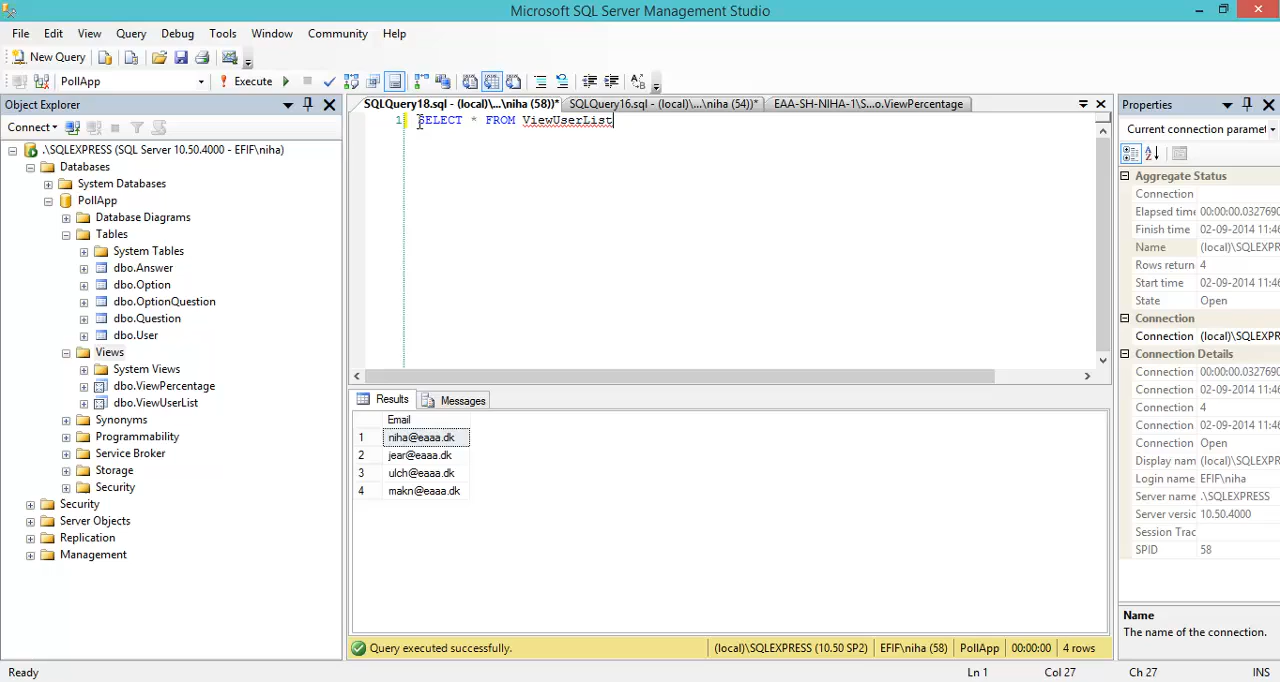 Microsoft SQL Server Management Studio
File Edit View Query Debug Tools Window Community Help
New Query
PollApp Execute
Object Explorer
Connect
.\SQLEXPRESS (SQL Server 10.50.4000 - EFIF\niha)
Databases
System Databases
PollApp
Database Diagrams
Tables
System Tables
dbo.Answer
dbo.Option
dbo.OptionQuestion
dbo.Question
dbo.User
Views
System Views
dbo.ViewPercentage
dbo.ViewUserList
Synonyms
Programmability
Service Broker
Storage
Security
Security
Server Objects
Replication
Management
SQLQuery18.sql - (local)\...\niha (58))* SQLQuery16.sql - (local)\...\niha (54))* EAA-SH-NIHA-1\S...o.ViewPercentage
1 SELECT * FROM ViewUserList
Results Messages
Email
1 niha@eaaa.dk
2 jear@eaaa.dk
3 ulch@eaaa.dk
4 makn@eaaa.dk
Query executed successfully. (local)\SQLEXPRESS (10.50 SP2) EFIF\niha (58) PollApp 00:00:00 4 rows
Properties
Current connection paramet
Aggregate Status
Connection
Elapsed time 00:00:00.0327690
Finish time 02-09-2014 11:46
Name (local)\SQLEXPR
Rows return 4
Start time 02-09-2014 11:46
State Open
Connection
Connection (local)\SQLEXPR
Connection Details
Connection 00:00:00.0327690
Connection 02-09-2014 11:46
Connection 4
Connection 02-09-2014 11:46
Connection Open
Display nam (local)\SQLEXPR
Login name EFIF\niha
Server name .\SQLEXPRESS
Server versic 10.50.4000
Session Trac
SPID 58
Name
The name of the connection.
Ready Ln 1 Col 27 Ch 27 INS